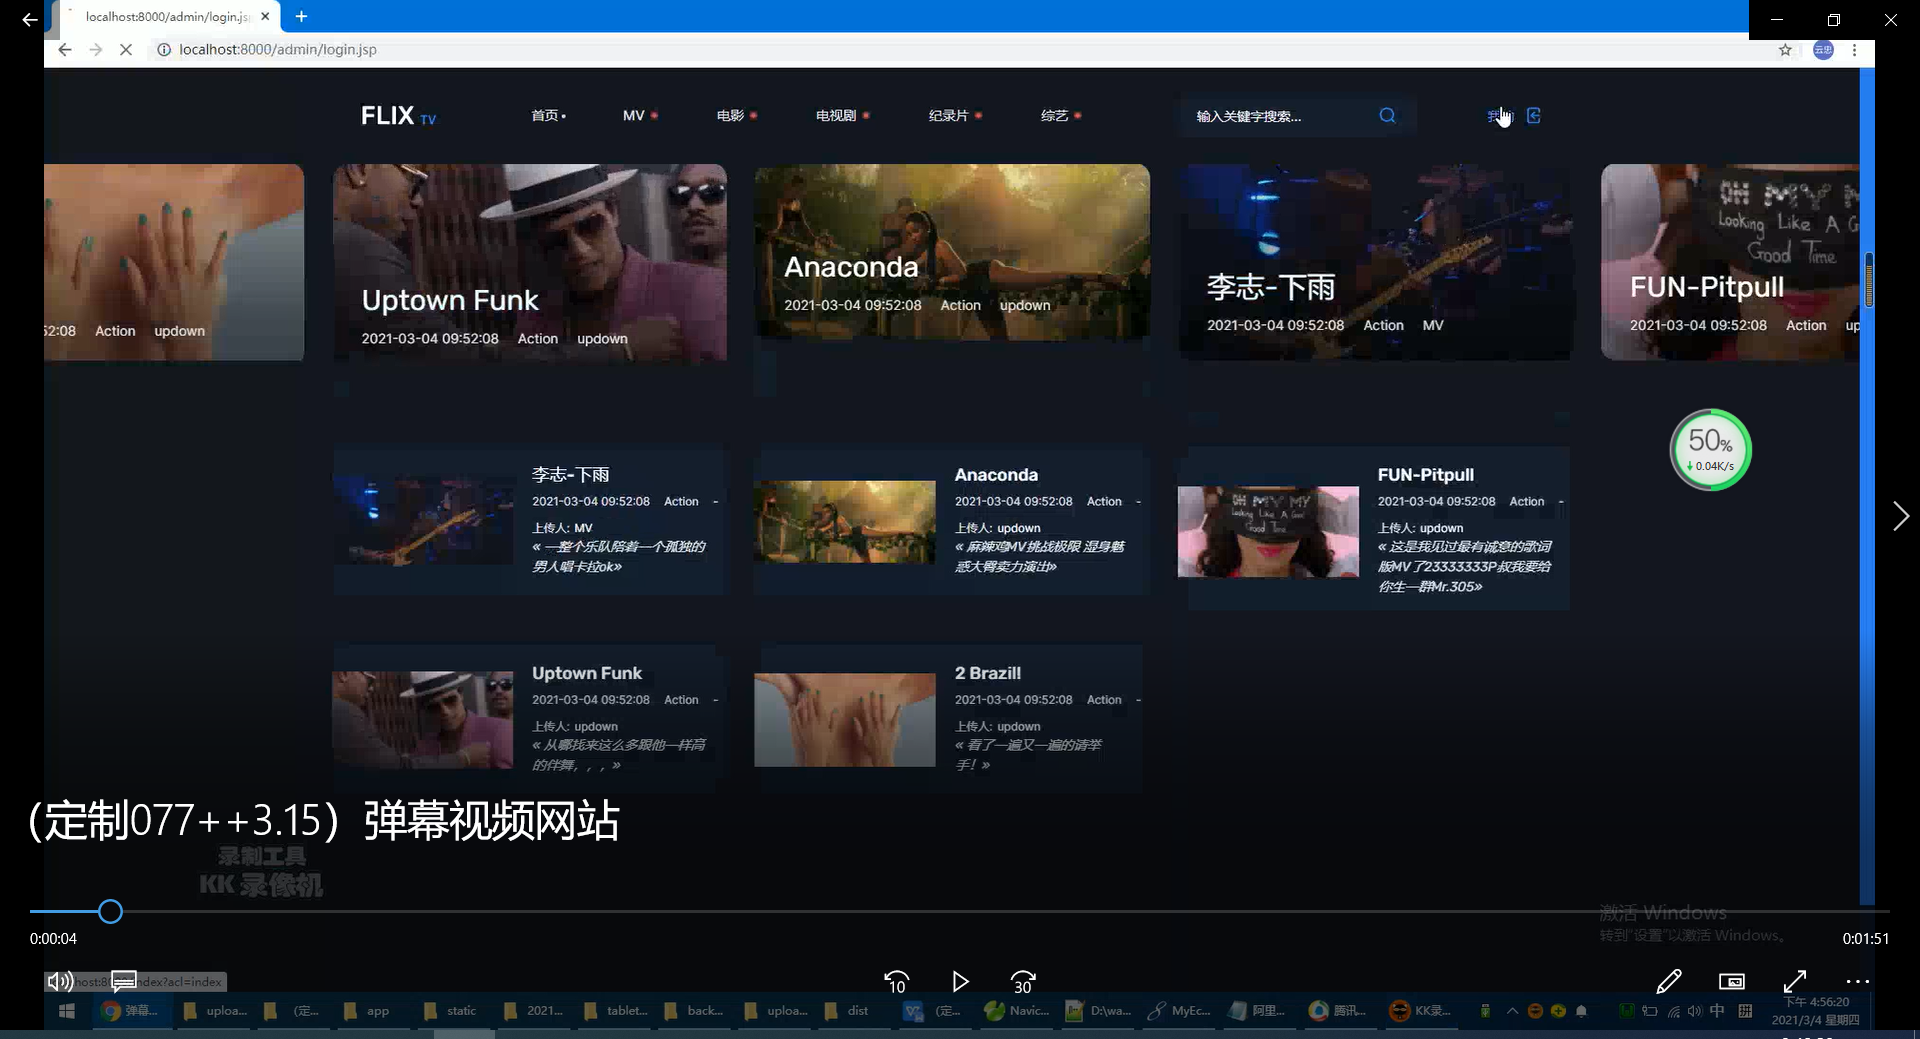 localhost:8000/admin/login.js
localhost:8000/admin/login.jsp
云忠
FLIX TV
首页•
MV
电影
电视剧
纪录片
综艺
输入关键字搜索...
52:08 Action updown
Uptown Funk
2021-03-04 09:52:08 Action updown
Anaconda
2021-03-04 09:52:08 Action updown
李志-下雨
2021-03-04 09:52:08 Action MV
Looking Like A G
Good Time
FUN-Pitpull
2021-03-04 09:52:08 Action up
50%
0.04K/s
李志-下雨
2021-03-04 09:52:08 Action -
上传人: MV
« 一整个乐队陪着一个孤独的
男人唱卡拉ok»
Anaconda
2021-03-04 09:52:08 Action -
上传人: updown
« 麻辣鸡MV挑战极限 湿身魅
惑大臀卖力演出»
FUN-Pitpull
2021-03-04 09:52:08 Action -
上传人: updown
« 这是我见过最有诚意的歌词
版MV了23333333P叔我要给
你生一群Mr.305»
Uptown Funk
2021-03-04 09:52:08 Action -
上传人: updown
« 从哪找来这么多跟他一样高
的伴舞，，，»
2 Brazil!
2021-03-04 09:52:08 Action -
上传人: updown
« 看了一遍又一遍的请举
手！»
（定制077++3.15）弹幕视频网站
录制工具
KK 录像机
激活 Windows
转到"设置"以激活 Windows。
0:00:04
0:01:51
ndex?acl=index
10
30
弹幕...
uploa...
(定...
app
static
2021...
tablet...
back...
uploa...
dist
(定...
Navic...
D:\wa...
MyEc...
阿里...
腾讯...
KK录...
中
下午 4:56:20
2021/3/4 星期四